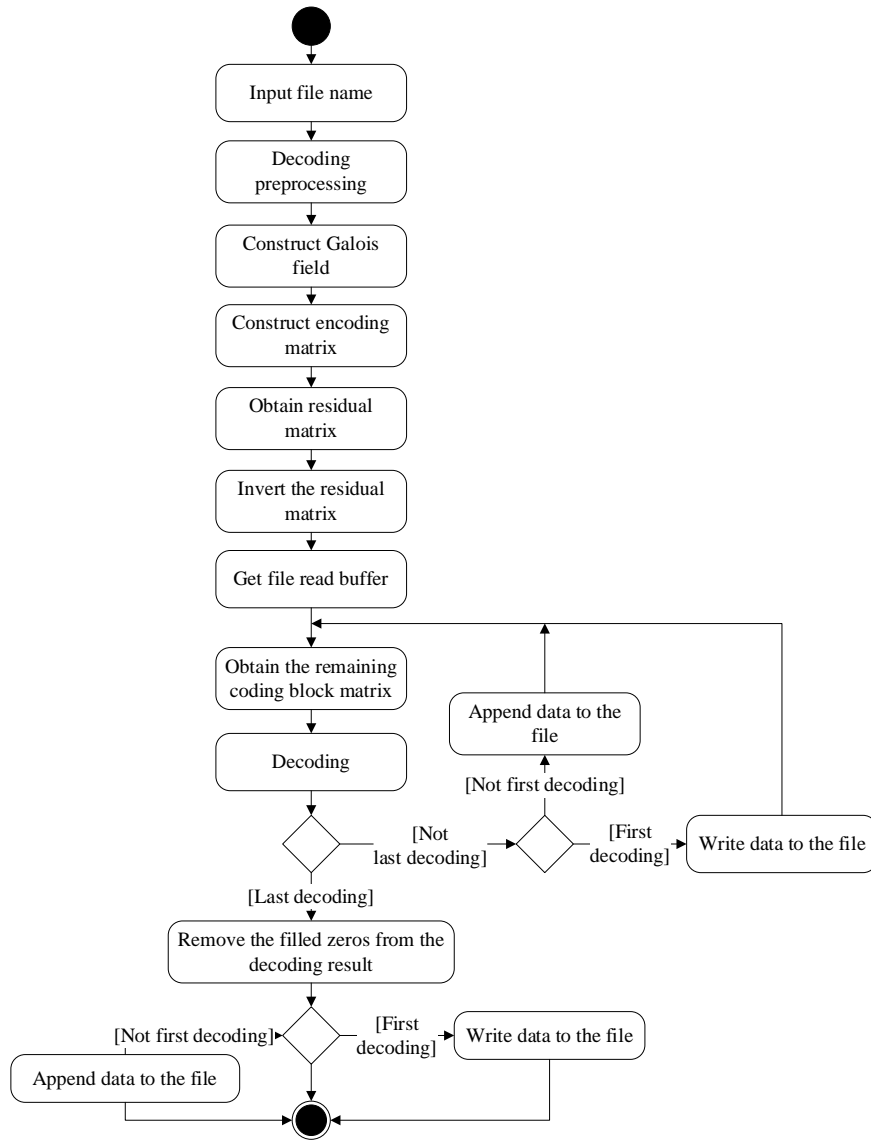 Input file name
Decoding
preprocessing
Construct Galois
field
Construct encoding
matrix
Obtain residual
matrix
Invert the residual
matrix
Get file read buffer
Obtain the remaining
coding block matrix
Append data to the
file
Decoding
[Not first decoding]
[Not
last decoding]
[First
decoding]
Write data to the file
[Last decoding]
Remove the filled zeros from the
decoding result
[Not first decoding]
[First
decoding]
Write data to the file
Append data to the file